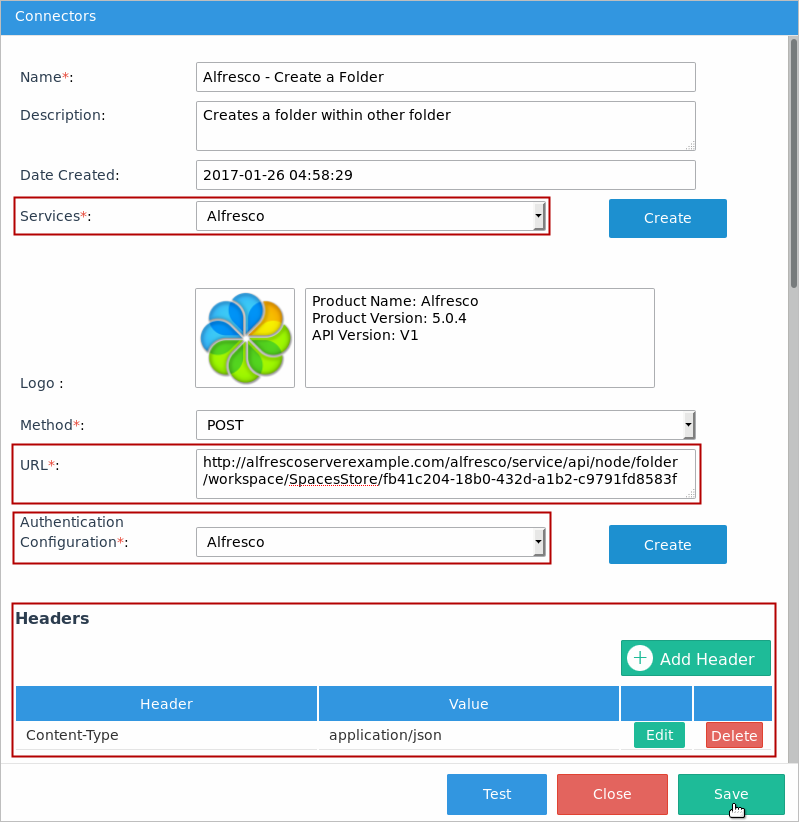 Connectors
Name*: Alfresco - Create a Folder
Description: Creates a folder within other folder
Date Created: 2017-01-26 04:58:29
Services*: Alfresco Create
Product Name: Alfresco
Product Version: 5.0.4
API Version: V1
Logo :
Method*: POST
URL*: http://alfrescoserverexample.com/alfresco/service/api/node/folder
/workspace/SpacesStore/fb41c204-18b0-432d-a1b2-c9791fd8583f
Authentication
Configuration*: Alfresco Create
Headers
Add Header
Header Value
Content-Type application/json Edit Delete
Test Close Save